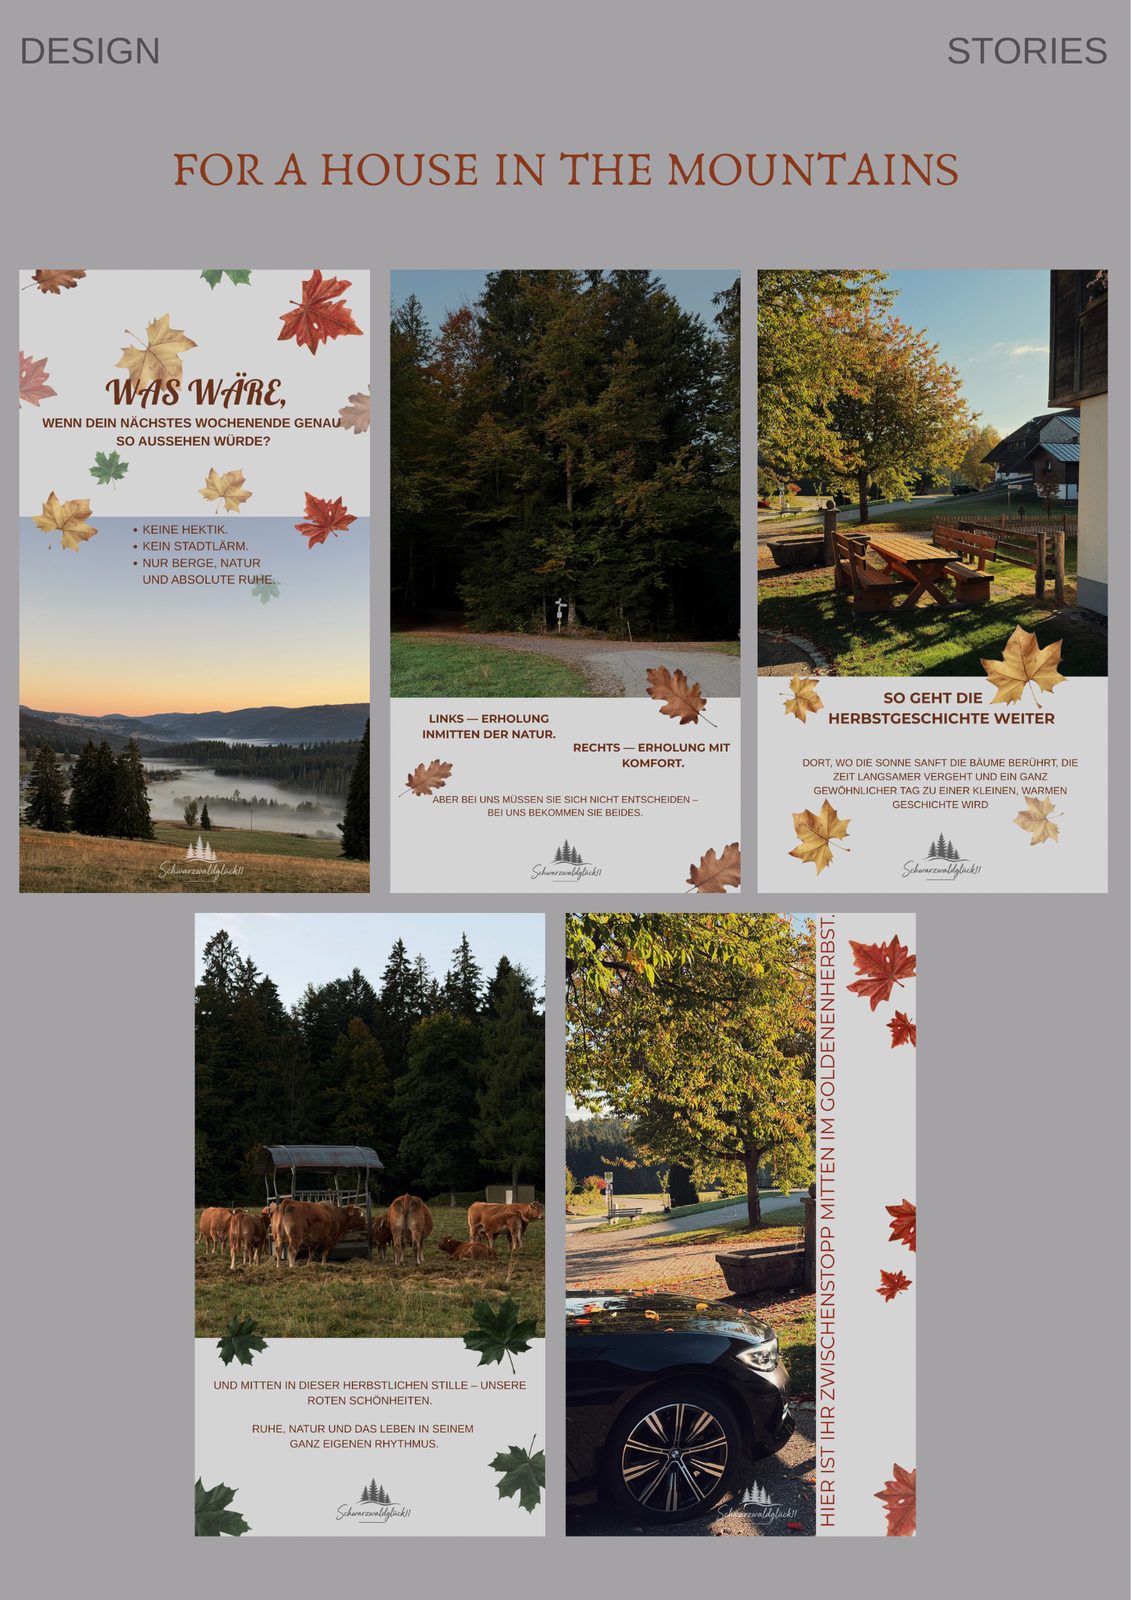 DESIGN
STORIES
FOR A HOUSE IN THE MOUNTAINS
WAS WÄRE,
WENN DEIN NÄCHSTES WOCHENENDE GENAU
SO AUSSEHEN WÜRDE?
• KEINE HEKTIK.
• KEIN STADTLÄRM.
• NUR BERGE, NATUR
UND ABSOLUTE RUHE.
Schwarzwaldglück11
LINKS — ERHOLUNG
INMITTEN DER NATUR.
RECHTS — ERHOLUNG MIT
KOMFORT.
ABER BEI UNS MÜSSEN SIE SICH NICHT ENTSCHEIDEN –
BEI UNS BEKOMMEN SIE BEIDES.
Schwarzwaldglück11
SO GEHT DIE
HERBSTGESCHICHTE WEITER
DORT, WO DIE SONNE SANFT DIE BÄUME BERÜHRT, DIE
ZEIT LANGSAMER VERGEHT UND EIN GANZ
GEWÖHNLICHER TAG ZU EINER KLEINEN, WARMEN
GESCHICHTE WIRD
Schwarzwaldglück11
UND MITTEN IN DIESER HERBSTLICHEN STILLE – UNSERE
ROTEN SCHÖNHEITEN.
RUHE, NATUR UND DAS LEBEN IN SEINEM
GANZ EIGENEN RHYTHMUS.
Schwarzwaldglück11
HIER IST IHR ZWISCHENSTOPP MITTEN IM GOLDENENHERBST.
Schwarzwaldglück11